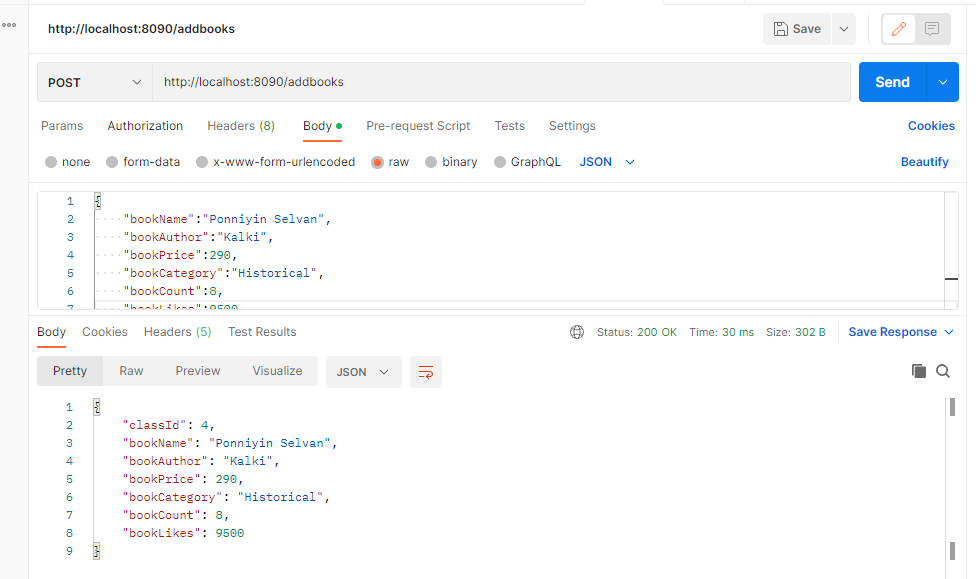 http://localhost:8090/addbooks Save
POST http://localhost:8090/addbooks Send
Params Authorization Headers (8) Body Pre-request Script Tests Settings Cookies
none form-data x-www-form-urlencoded raw binary GraphQL JSON Beautify
1 {
2 "bookName":"Ponniyin Selvan",
3 "bookAuthor":"Kalki",
4 "bookPrice":290,
5 "bookCategory":"Historical",
6 "bookCount":8,
7 "bookLikes":9500
Body Cookies Headers (5) Test Results Status: 200 OK Time: 30 ms Size: 302 B Save Response
Pretty Raw Preview Visualize JSON
1 {
2 "classId": 4,
3 "bookName": "Ponniyin Selvan",
4 "bookAuthor": "Kalki",
5 "bookPrice": 290,
6 "bookCategory": "Historical",
7 "bookCount": 8,
8 "bookLikes": 9500
9 }